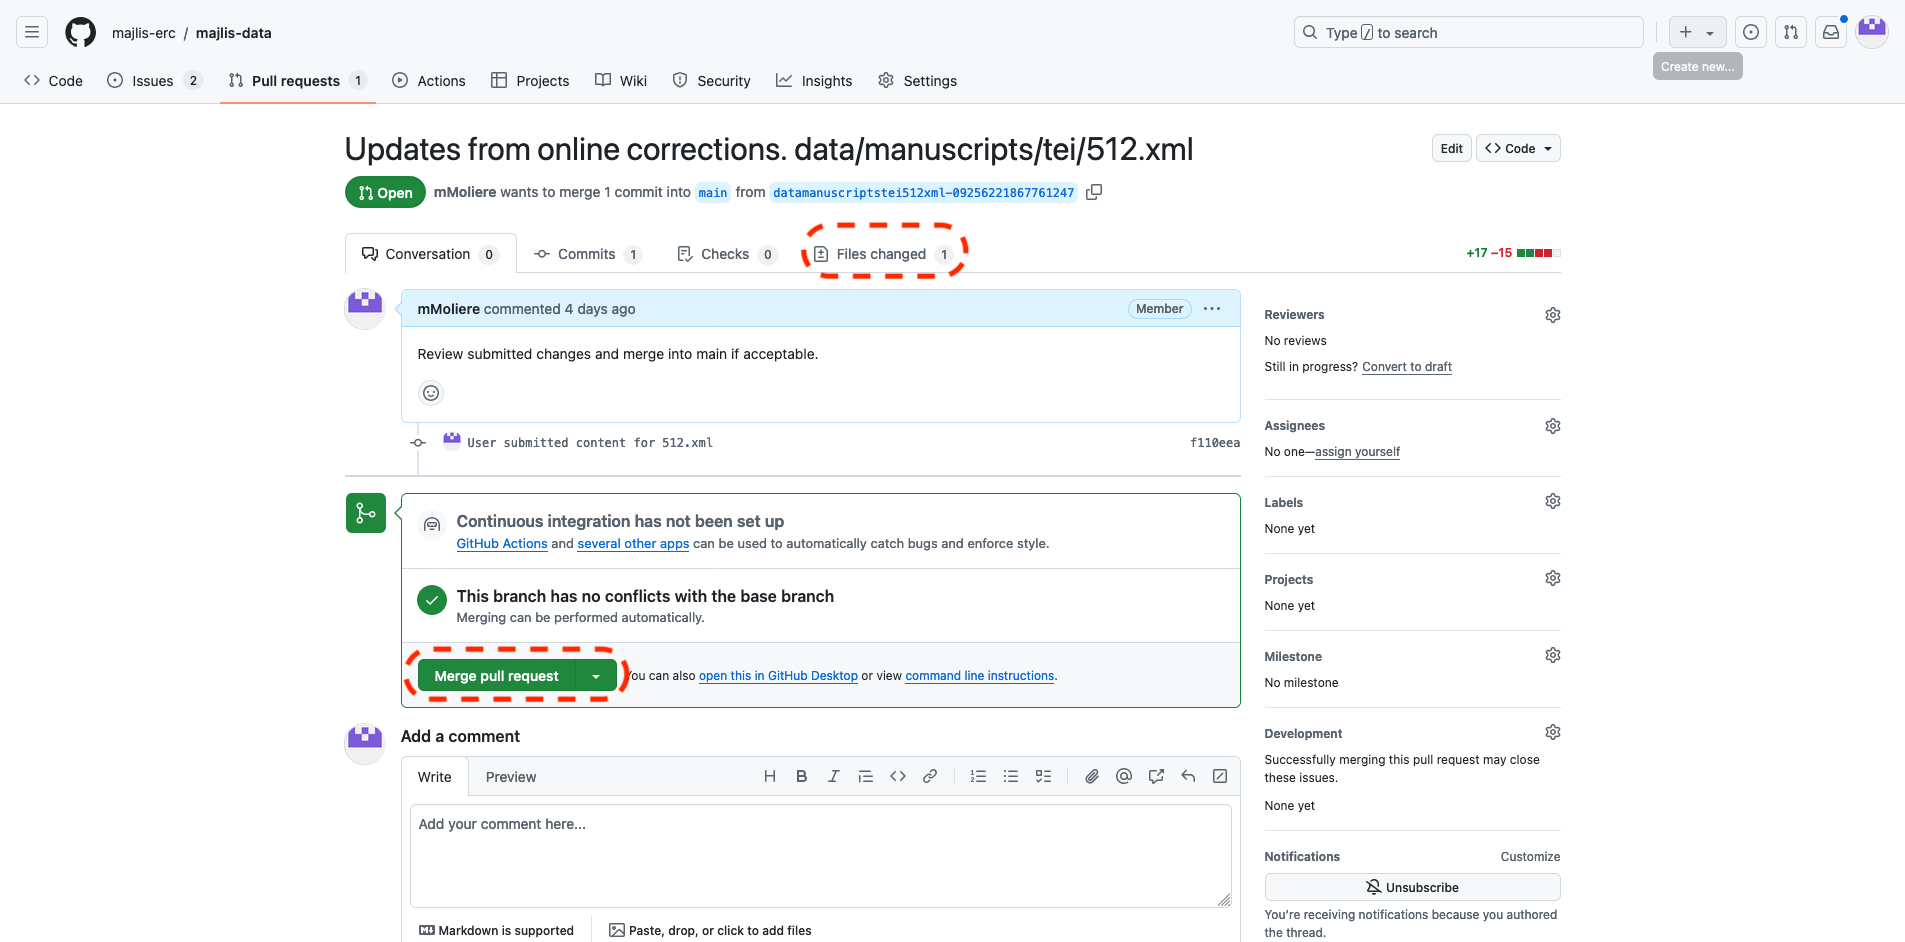 majlis-erc / majlis-data
Type / to search
Create new...
Code
Issues 2
Pull requests 1
Actions
Projects
Wiki
Security
Insights
Settings
Updates from online corrections. data/manuscripts/tei/512.xml
Edit
Code
Open
mMoliere wants to merge 1 commit into main from datamanuscriptstei512xml-09256221867761247
Conversation 0
Commits 1
Checks 0
Files changed 1
+17 −15
mMoliere commented 4 days ago
Member
Review submitted changes and merge into main if acceptable.
User submitted content for 512.xml
f110eea
Continuous integration has not been set up
GitHub Actions and several other apps can be used to automatically catch bugs and enforce style.
This branch has no conflicts with the base branch
Merging can be performed automatically.
Merge pull request
You can also open this in GitHub Desktop or view command line instructions.
Add a comment
Write
Preview
Add your comment here...
Markdown is supported
Paste, drop, or click to add files
Reviewers
No reviews
Still in progress? Convert to draft
Assignees
No one—assign yourself
Labels
None yet
Projects
None yet
Milestone
No milestone
Development
Successfully merging this pull request may close
these issues.
None yet
Notifications
Customize
Unsubscribe
You're receiving notifications because you authored
the thread.